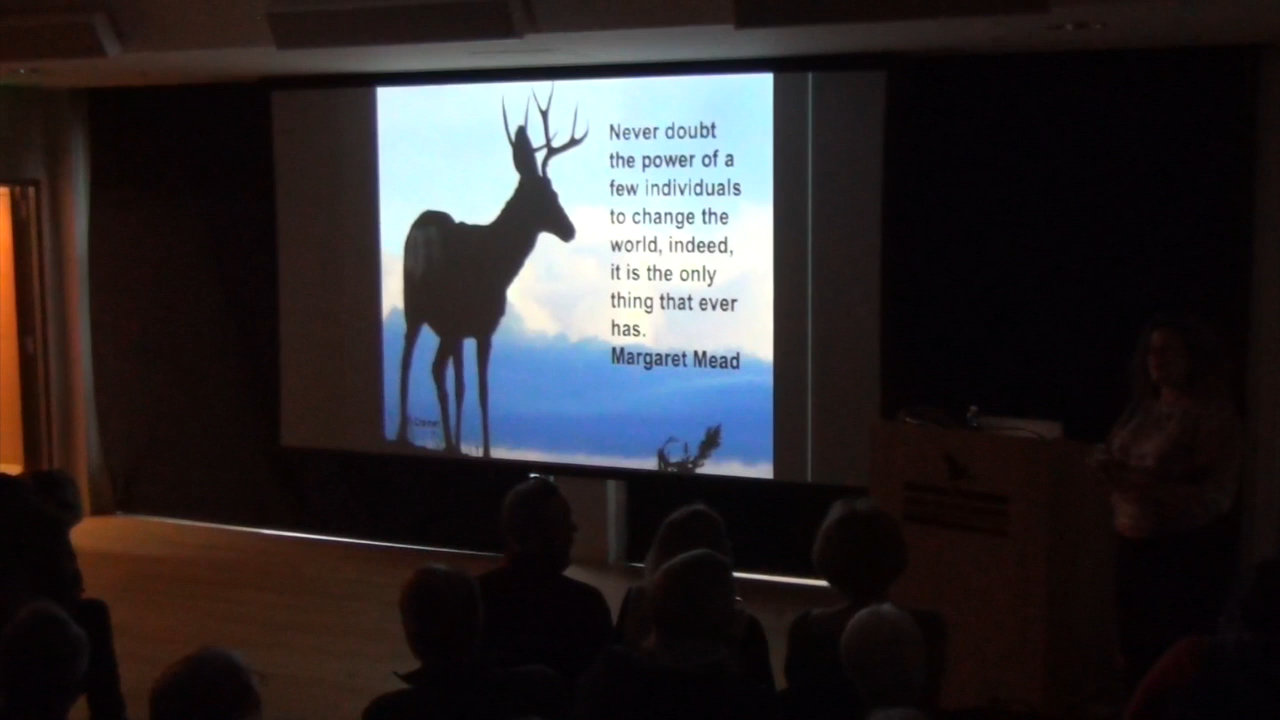 Never doubt
the power of a
few individuals
to change the
world, indeed,
it is the only
thing that ever
has.
Margaret Mead